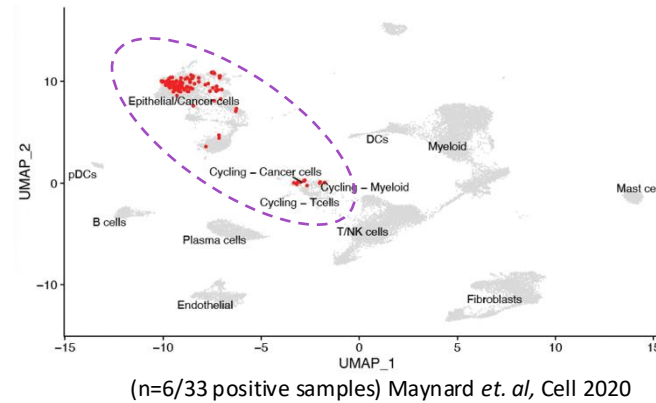 10
0
−10
UMAP_2
Epithelial/Cancer cells
DCs
Myeloid
pDCs
Cycling − Cancer cells
Cycling − Myeloid
Mast ce
Cycling − Tcells
B cells
Plasma cells
T/NK cells
Endothelial
Fibroblasts
−15 −10 −5 0 5 10 15
UMAP_1
(n=6/33 positive samples) Maynard et. al, Cell 2020